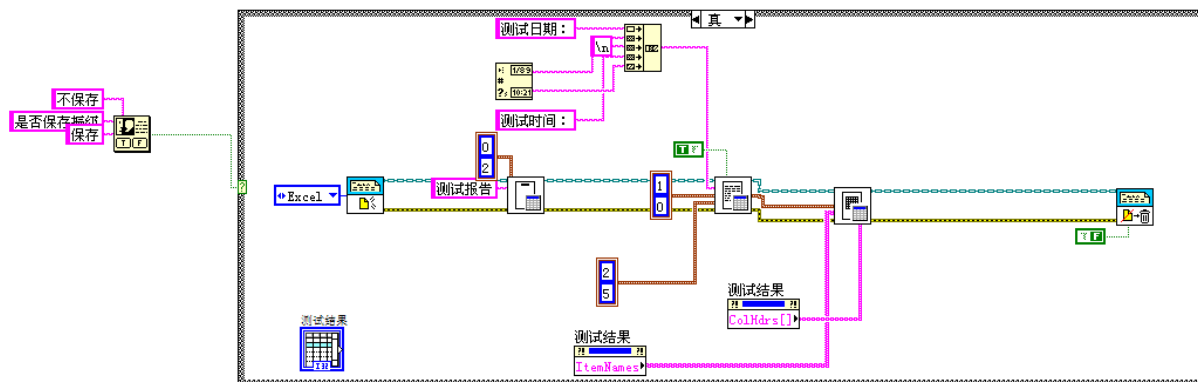 真
测试日期：
\n
1/89
#
10:21
测试时间：
不保存
是否保存
保存
T F
?
0
2
Excel
测试报告
T F
1
0
T F
2
5
测试结果
ColHdrs[]
测试结果
测试结果
ItemNames